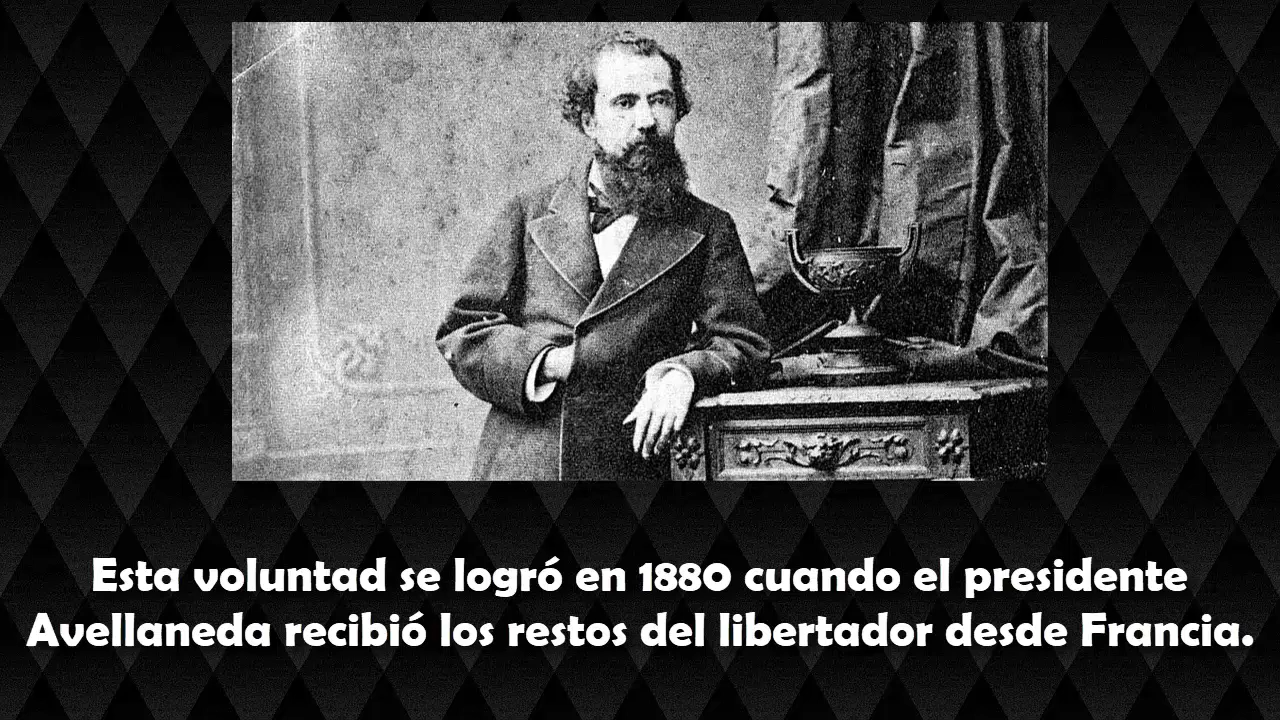 Esta voluntad se logró en 1880 cuando el presidente
Avellaneda recibió los restos del libertador desde Francia.